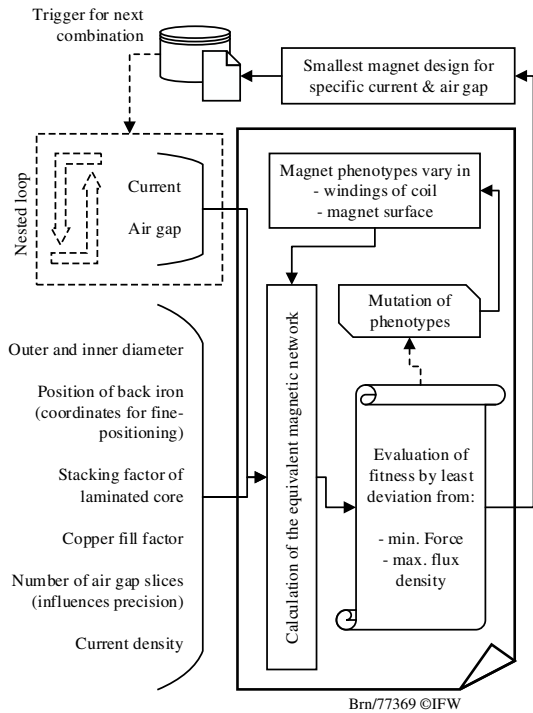 Trigger for next
combination
Smallest magnet design for
specific current & air gap
Nested loop
Current
Air gap
Magnet phenotypes vary in
- windings of coil
- magnet surface
Mutation of
phenotypes
Calculation of the equivalent magnetic network
Outer and inner diameter
Position of back iron
(coordinates for fine-
positioning)
Stacking factor of
laminated core
Copper fill factor
Number of air gap slices
(influences precision)
Current density
Evaluation of
fitness by least
deviation from:
- min. Force
- max. flux
density
Brn/77369 ©IFW